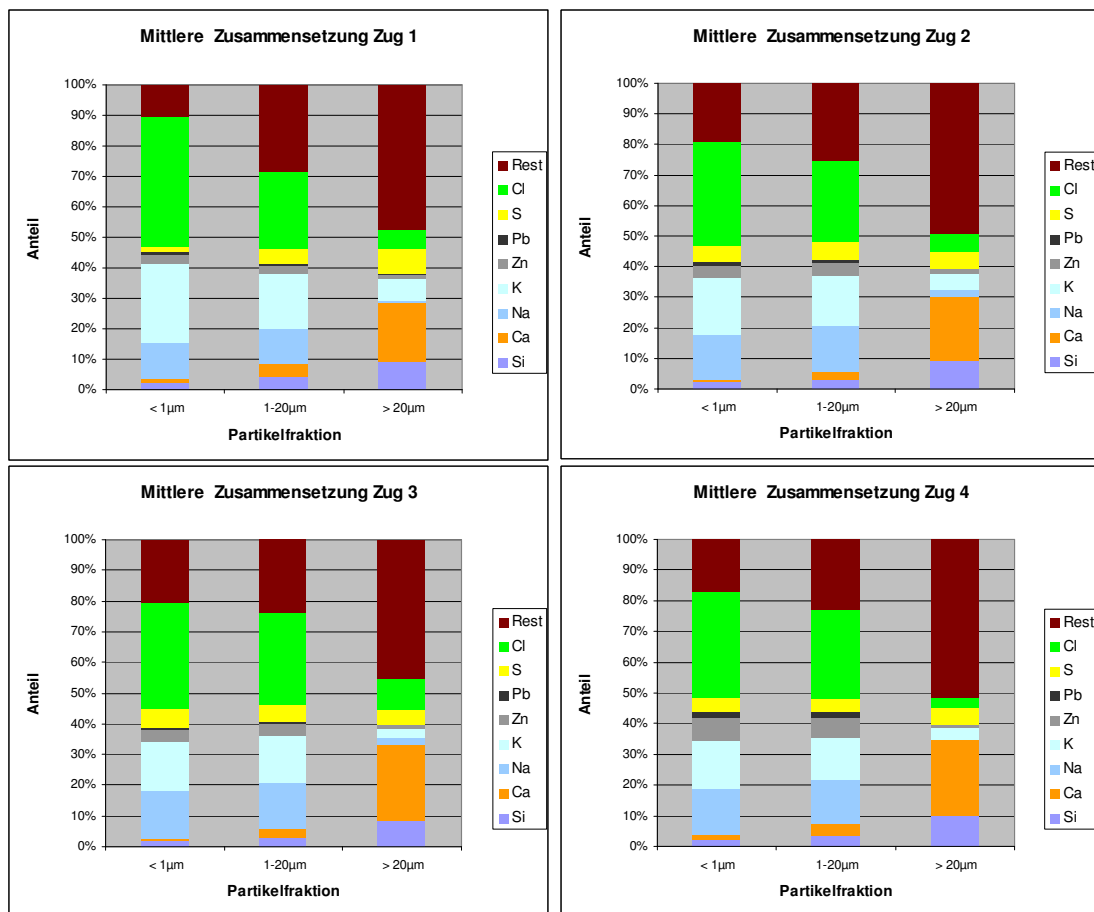 Mittlere Zusammensetzung Zug 1
100%
90%
80%
70%
60%
50%
40%
30%
20%
10%
0%
Anteil
< 1µm
1-20µm
> 20µm
Partikelfraktion
Rest
Cl
S
Pb
Zn
K
Na
Ca
Si
Mittlere Zusammensetzung Zug 2
100%
90%
80%
70%
60%
50%
40%
30%
20%
10%
0%
Anteil
< 1µm
1-20µm
> 20µm
Partikelfraktion
Rest
Cl
S
Pb
Zn
K
Na
Ca
Si
Mittlere Zusammensetzung Zug 3
100%
90%
80%
70%
60%
50%
40%
30%
20%
10%
0%
Anteil
< 1µm
1-20µm
> 20µm
Partikelfraktion
Rest
Cl
S
Pb
Zn
K
Na
Ca
Si
Mittlere Zusammensetzung Zug 4
100%
90%
80%
70%
60%
50%
40%
30%
20%
10%
0%
Anteil
< 1µm
1-20µm
> 20µm
Partikelfraktion
Rest
Cl
S
Pb
Zn
K
Na
Ca
Si